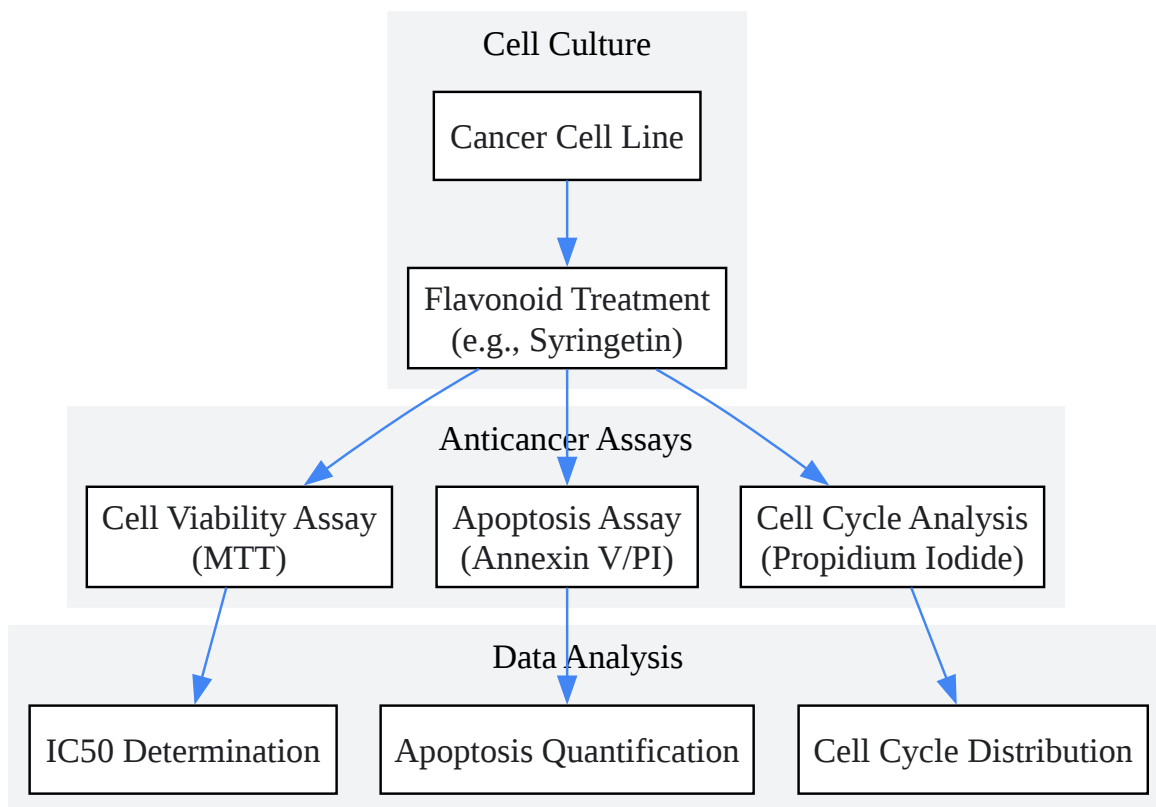 Cell Culture
Cancer Cell Line
Flavonoid Treatment
(e.g., Syringetin)
Anticancer Assays
Cell Viability Assay
(MTT)
Apoptosis Assay
(Annexin V/PI)
Cell Cycle Analysis
(Propidium Iodide)
Data Analysis
IC50 Determination
Apoptosis Quantification
Cell Cycle Distribution